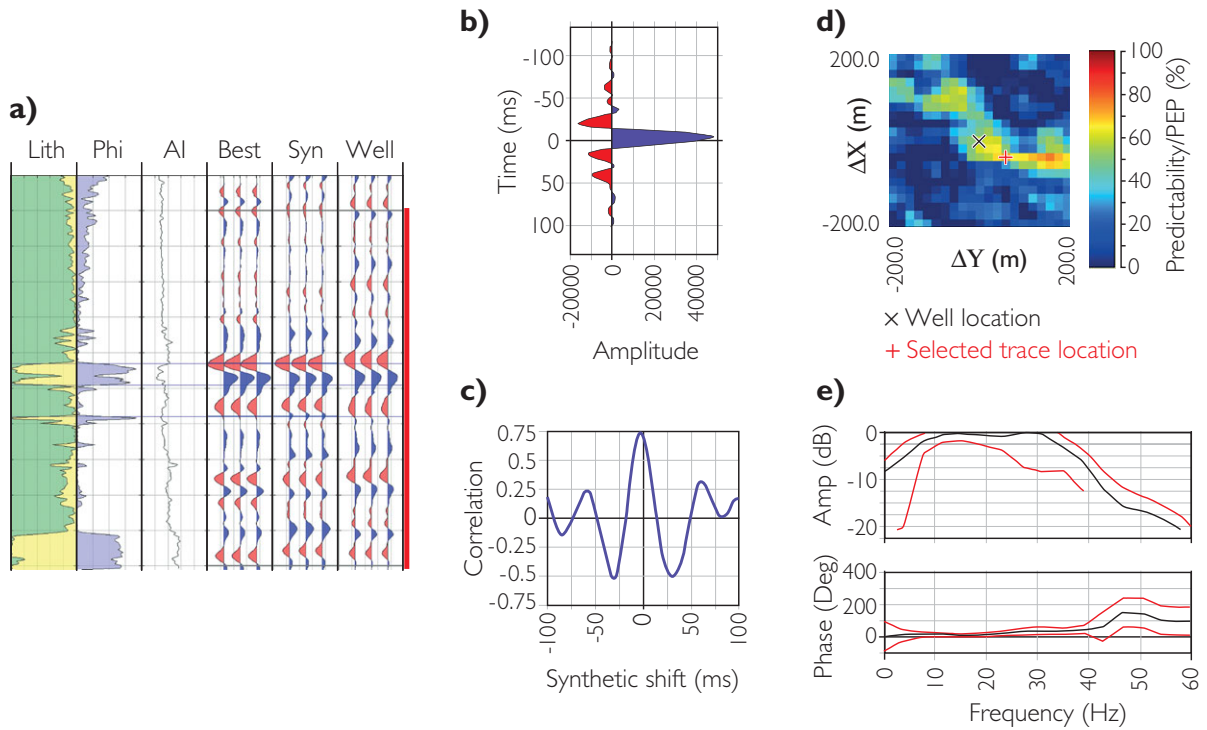 a)
Lith Phi AI Best Syn Well
b)
-100
-50
0
50
100
Time (ms)
-20000 0 20000 40000
Amplitude
c)
0.75
0.5
0.25
0
-0.25
-0.5
-0.75
Correlation
-100 -50 0 50 100
Synthetic shift (ms)
d)
200.0
ΔX (m)
-200.0
-200.0 200.0
ΔY (m)
100
80
60
40
20
0
Predictability/PEP (%)
× Well location
+ Selected trace location
e)
0
-10
-20
Amp (dB)
400
200
0
Phase (Deg)
0 10 20 30 40 50 60
Frequency (Hz)